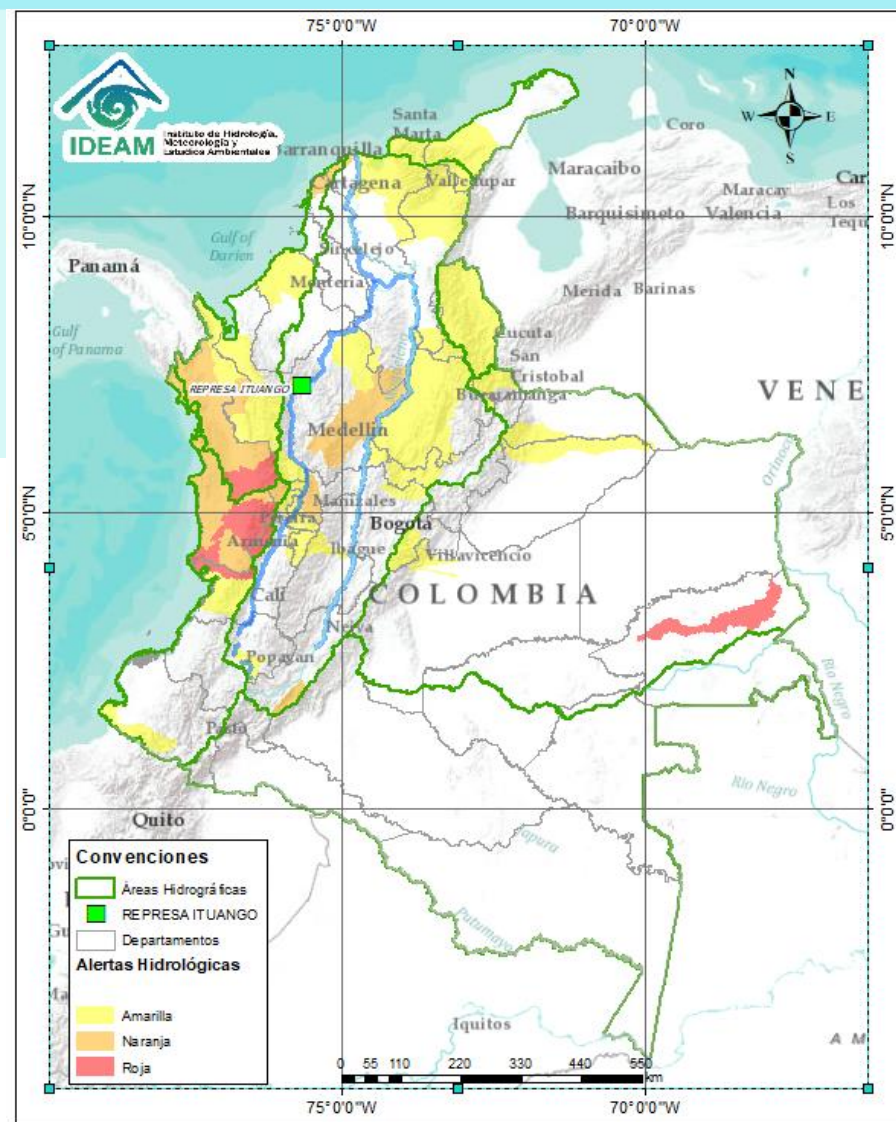 75°0'0"W 70°0'0"W
IDEAM
Instituto de Hidrología,
Meteorología y
Estudios Ambientales
N
W E
S
Santa
Marta
Coro
Barranquilla
Maracaibo
Cartagena
Valledupar
Maracay
Los
10°0'0"N 10°0'0"N
Barquisimeto Valencia
Gulf of
Darien
Sincelejo
Panamá
Monteria
Merida Barinas
Gulf
of Panama
Cucuta
San
Cristobal
REPRESA ITUANGO
Bucaramanga
VENE
Medellin
Orinoco
5°0'0"N 5°0'0"N
Manizales
Pereira
Bogotá
Armenia
Ibague
Villavicencio
Cali
COLOMBIA
Neiva
Popayan
Rio Negro
Pasto
0°0'0" 0°0'0"
Quito
Rio Negro
Japura
Putumayo
Iquitos
A M
Convenciones
Áreas Hidrográficas
REPRESA ITUANGO
Departamentos
Alertas Hidrológicas
Amarilla
Naranja
Roja
0 55 110 220 330 440 550
km
75°0'0"W 70°0'0"W